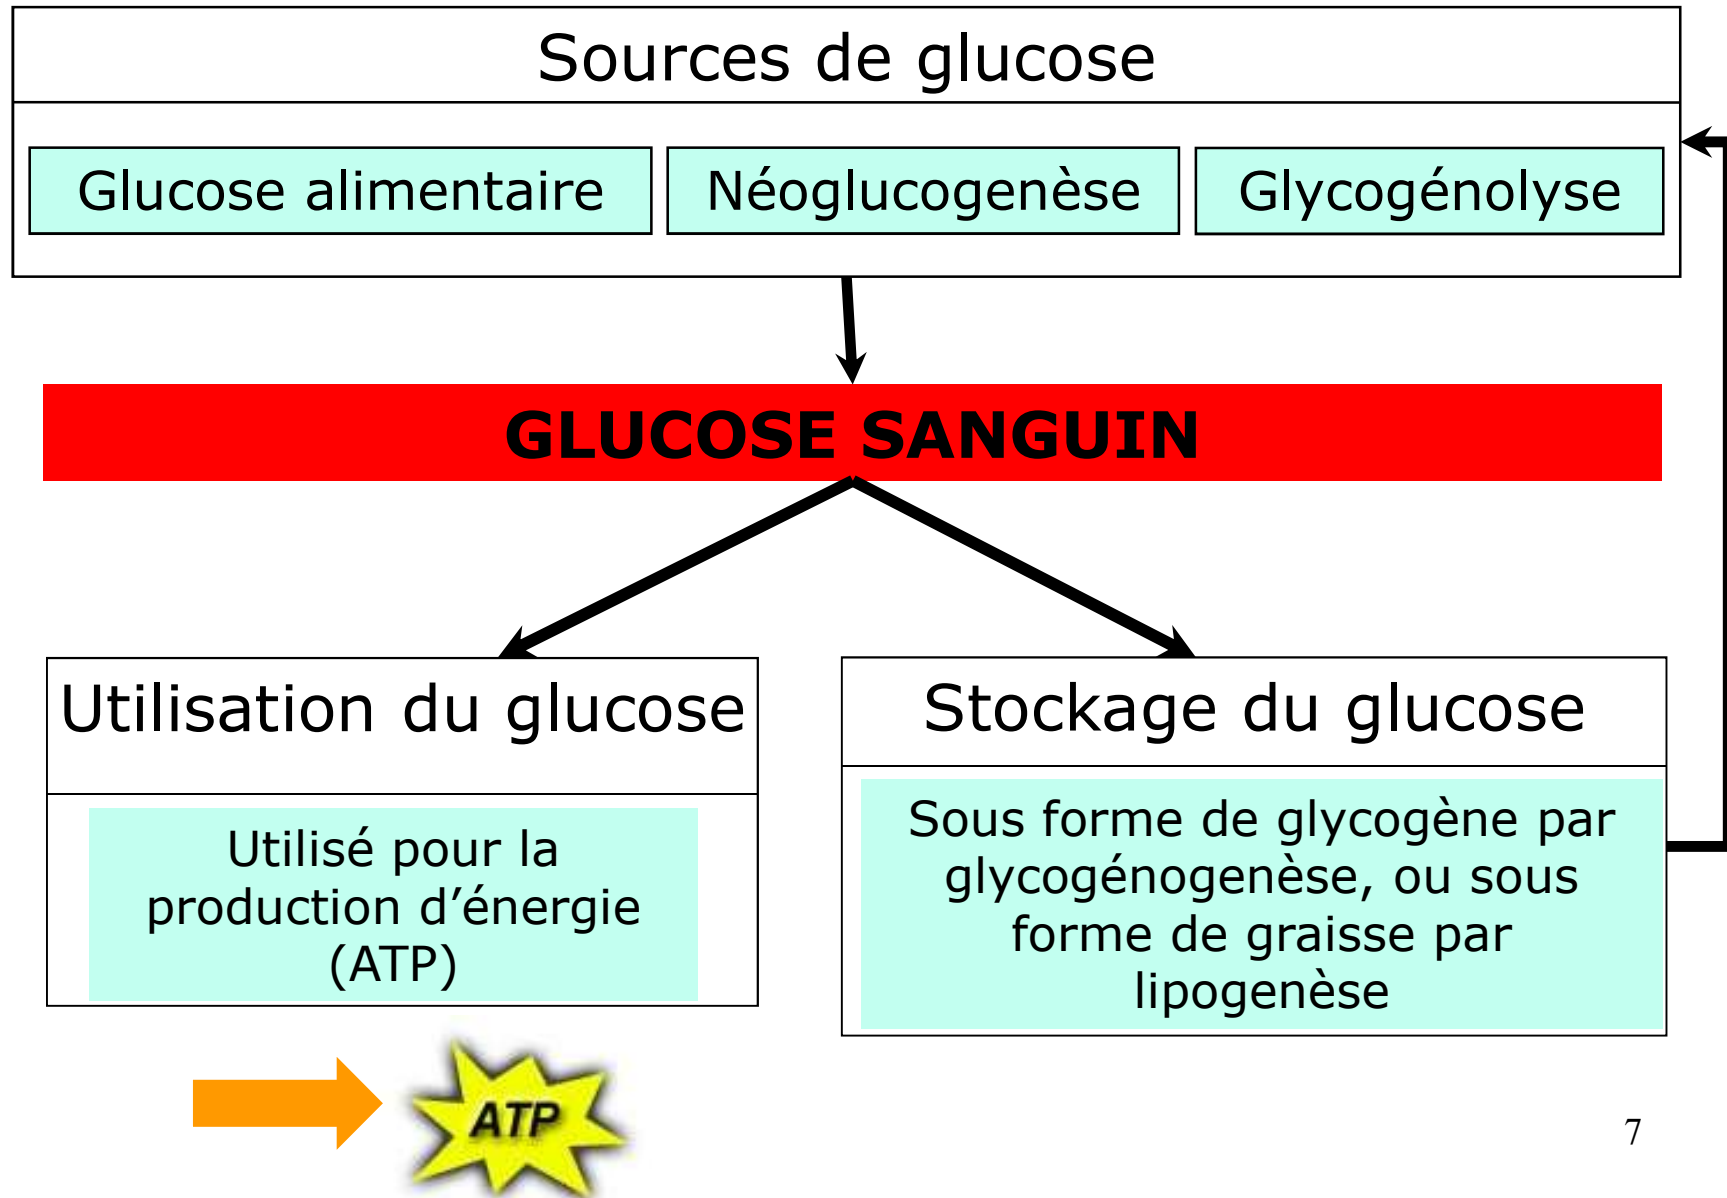 Sources de glucose
Glucose alimentaire
Néoglucogenèse
Glycogénolyse
GLUCOSE SANGUIN
Utilisation du glucose
Utilisé pour la
production d’énergie
(ATP)
Stockage du glucose
Sous forme de glycogène par
glycogénogenèse, ou sous
forme de graisse par
lipogenèse
ATP
7